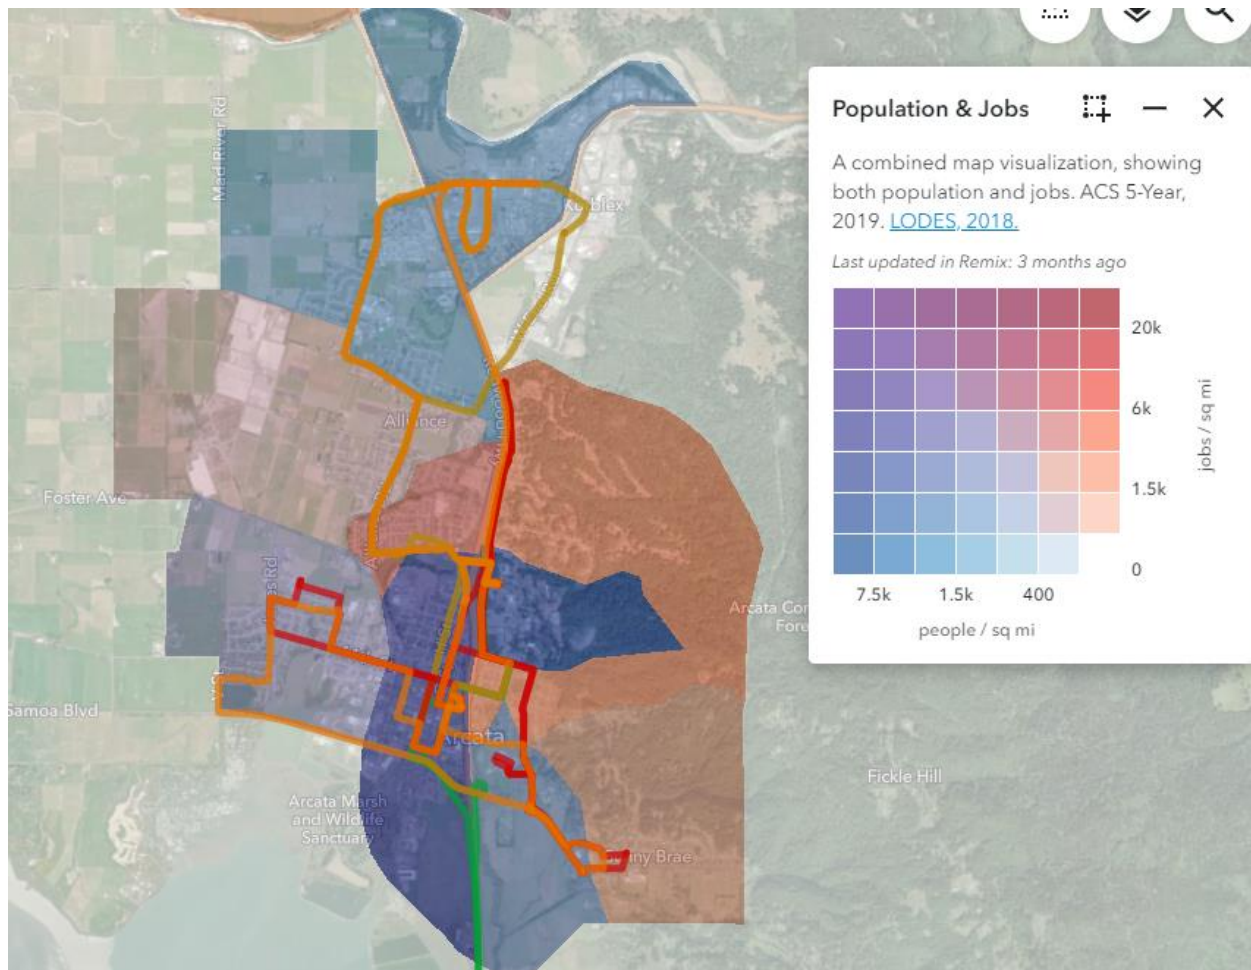 Population & Jobs
A combined map visualization, showing
both population and jobs. ACS 5-Year,
2019. LODES, 2018.
Last updated in Remix: 3 months ago
20k
6k
1.5k
0
jobs / sq mi
7.5k 1.5k 400
people / sq mi
Mad River Rd
Alliance
Foster Ave
Samoa Blvd
Arcata
Arcata Marsh
and Wildlife
Sanctuary
Fickle Hill